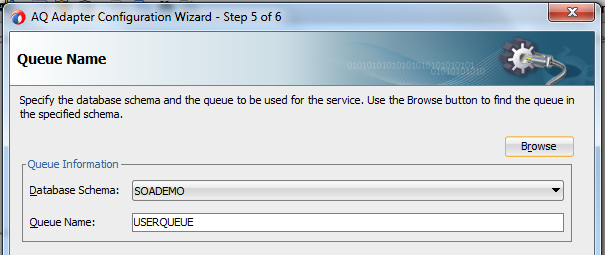 AQ Adapter Configuration Wizard - Step 5 of 6
Queue Name
Specify the database schema and the queue to be used for the service. Use the Browse button to find the queue in
the specified schema.
Browse
Queue Information
Database Schema: SOADEMO
Queue Name: USERQUEUE